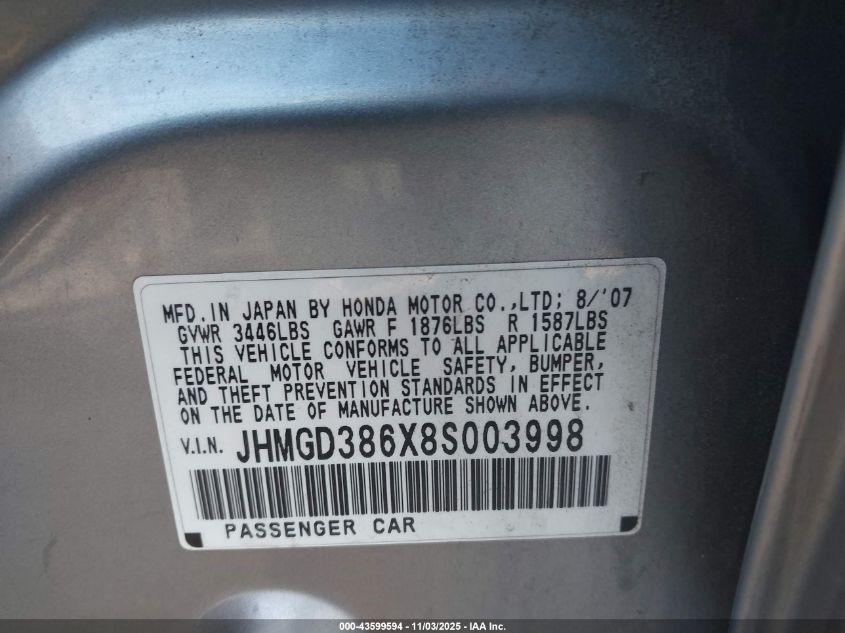 MFD. IN JAPAN BY HONDA MOTOR CO.,LTD; 8/'07
GVWR 3446LBS GAWR F 1876LBS R 1587LBS
THIS VEHICLE CONFORMS TO ALL APPLICABLE
FEDERAL MOTOR VEHICLE SAFETY, BUMPER,
AND THEFT PREVENTION STANDARDS IN EFFECT
ON THE DATE OF MANUFACTURE SHOWN ABOVE.
V.I.N. JHMGD386X8S003998
PASSENGER CAR
000-43599594 - 11/03/2025 - IAA Inc.